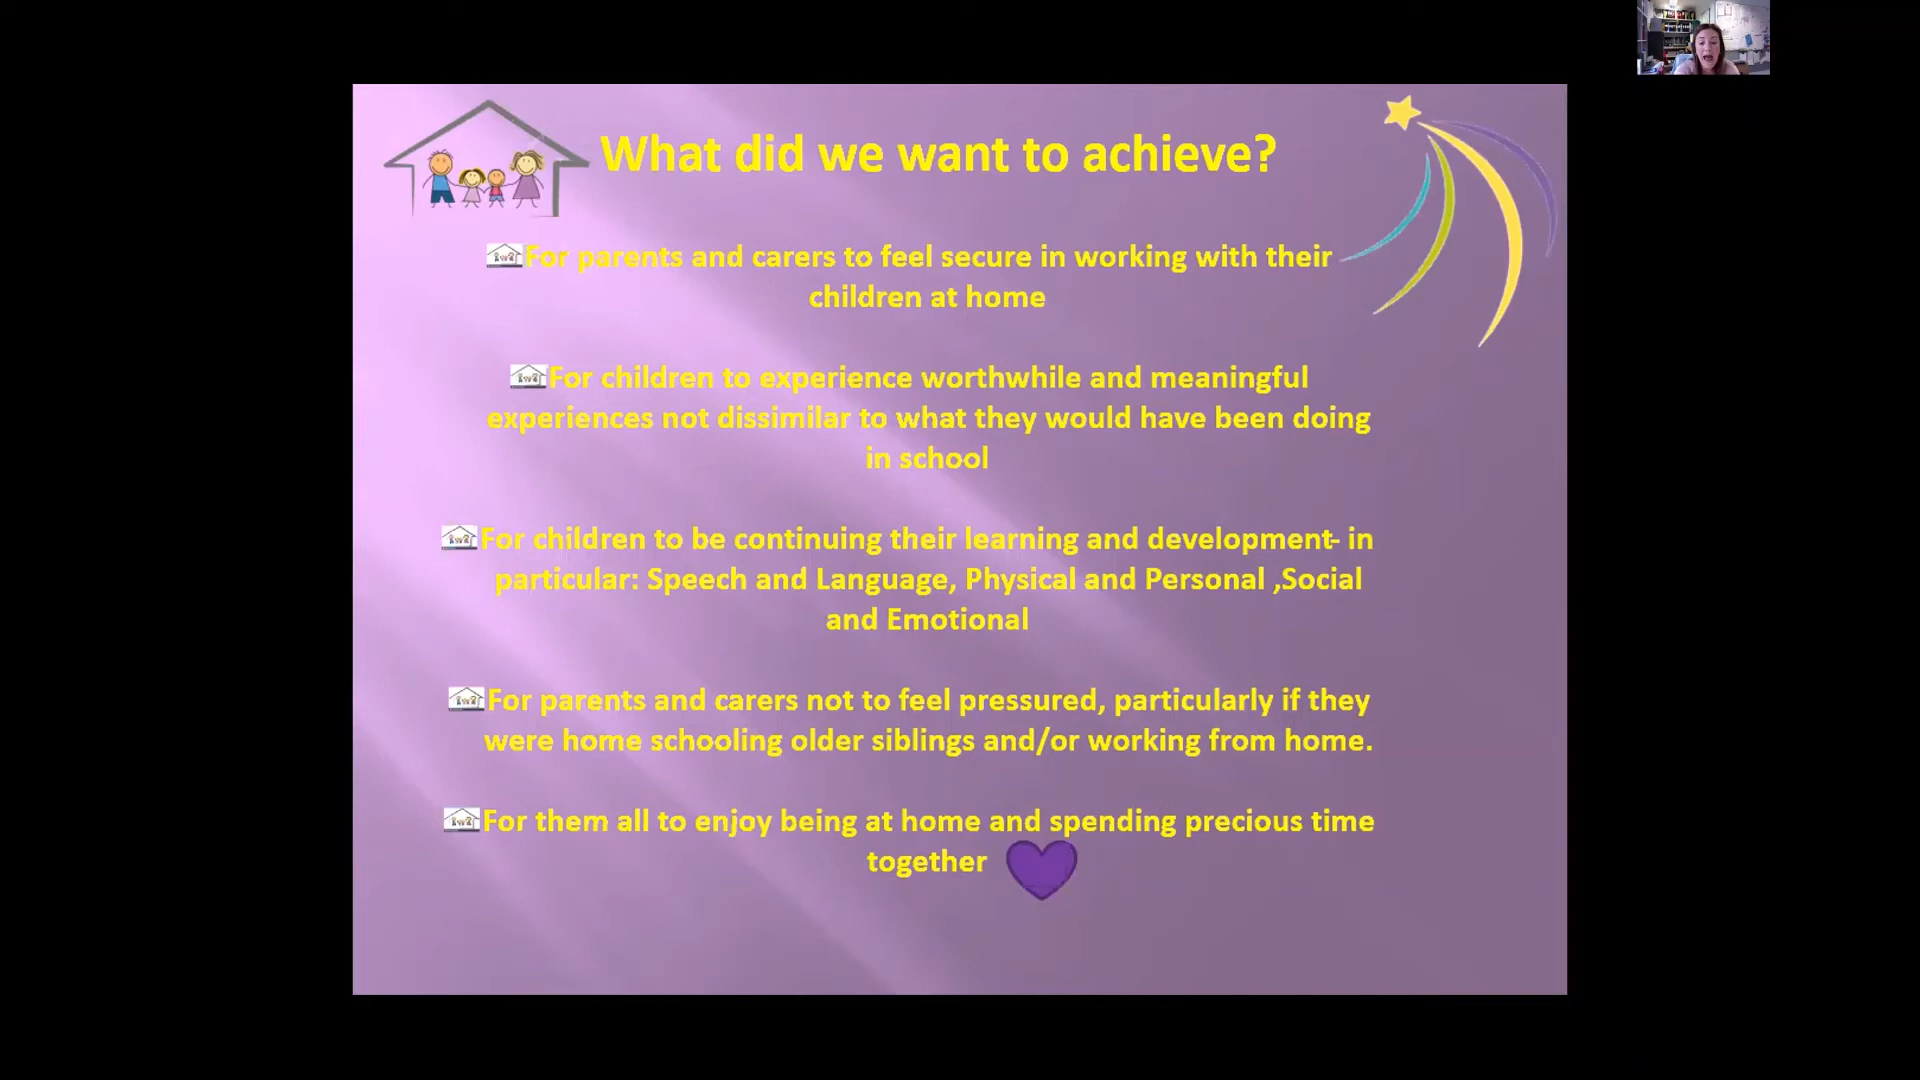 What did we want to achieve?
For parents and carers to feel secure in working with their
children at home
For children to experience worthwhile and meaningful
experiences not dissimilar to what they would have been doing
in school
For children to be continuing their learning and development- in
particular: Speech and Language, Physical and Personal ,Social
and Emotional
For parents and carers not to feel pressured, particularly if they
were home schooling older siblings and/or working from home.
For them all to enjoy being at home and spending precious time
together